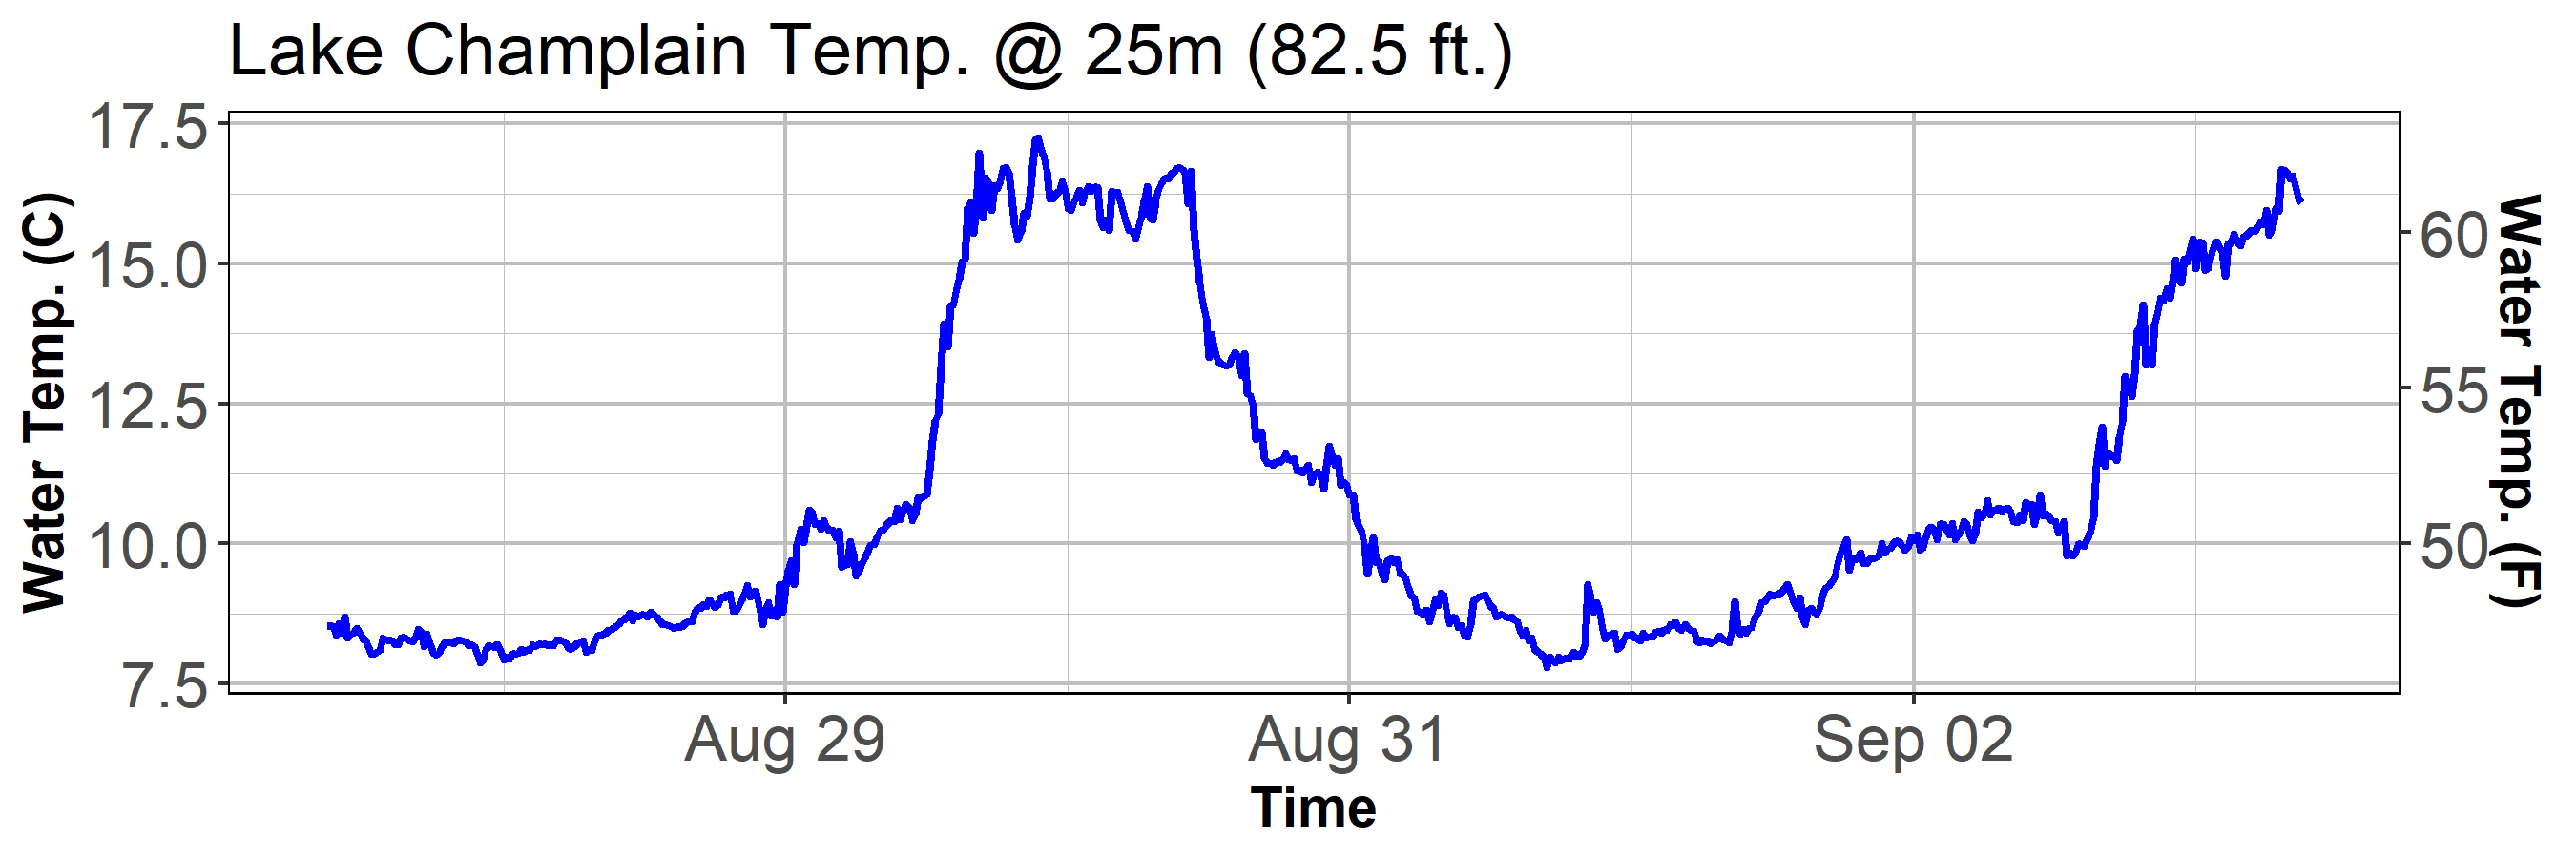 Lake Champlain Temp. @ 25m (82.5 ft.)
Water Temp. (C)
17.5
15.0
12.5
10.0
7.5
60
55
50
Water Temp. (F)
Aug 29 Aug 31 Sep 02
Time